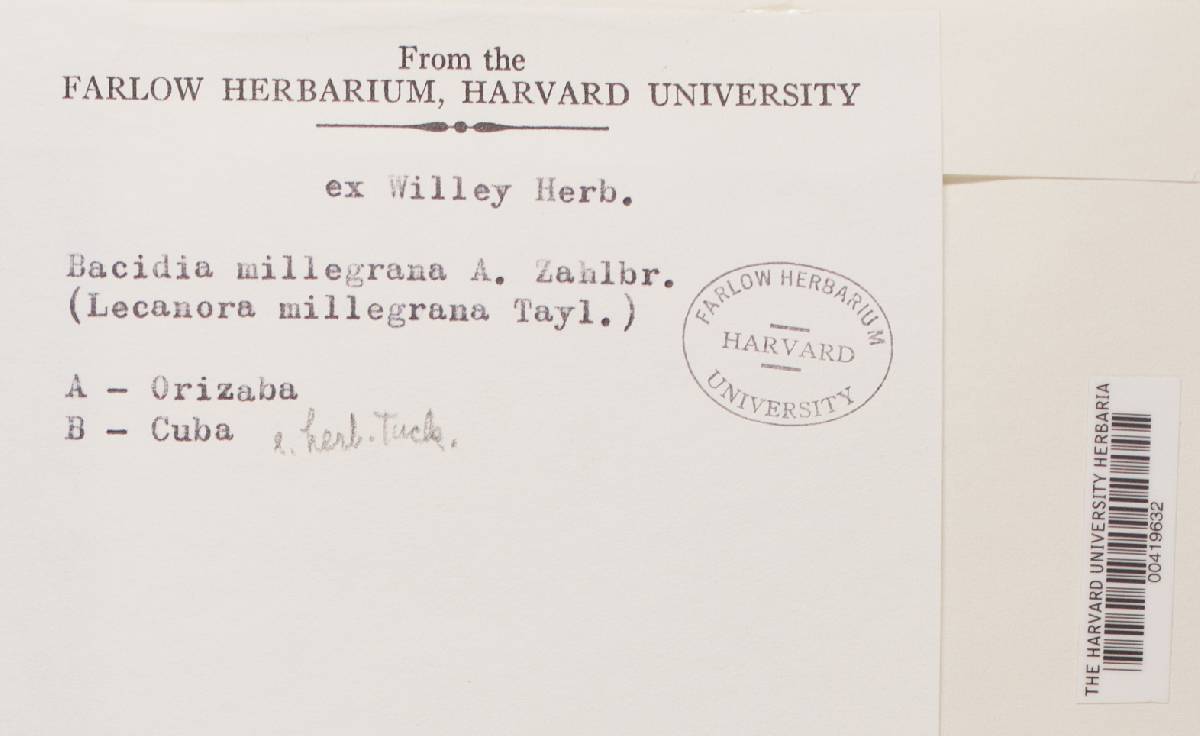 From the
FARLOW HERBARIUM, HARVARD UNIVERSITY
ex Willey Herb.
Bacidia millegrana A. Zahlbr.
(Lecanora millegrana Tayl.)
A - Orizaba
B - Cuba e. herb. Tuck.
FARLOW HERBARIUM
HARVARD
UNIVERSITY
THE HARVARD UNIVERSITY HERBARIA
00419632